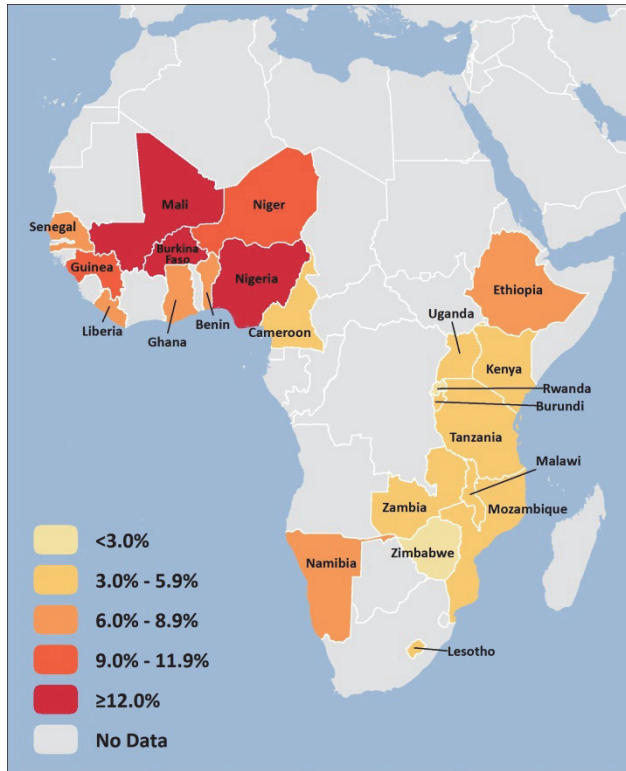 Mali
Niger
Senegal
Burkina
Faso
Guinea
Nigeria
Ethiopia
Liberia
Ghana
Benin
Cameroon
Uganda
Kenya
Rwanda
Burundi
Tanzania
Malawi
Zambia
Mozambique
Zimbabwe
Namibia
Lesotho
<3.0%
3.0% - 5.9%
6.0% - 8.9%
9.0% - 11.9%
≥12.0%
No Data